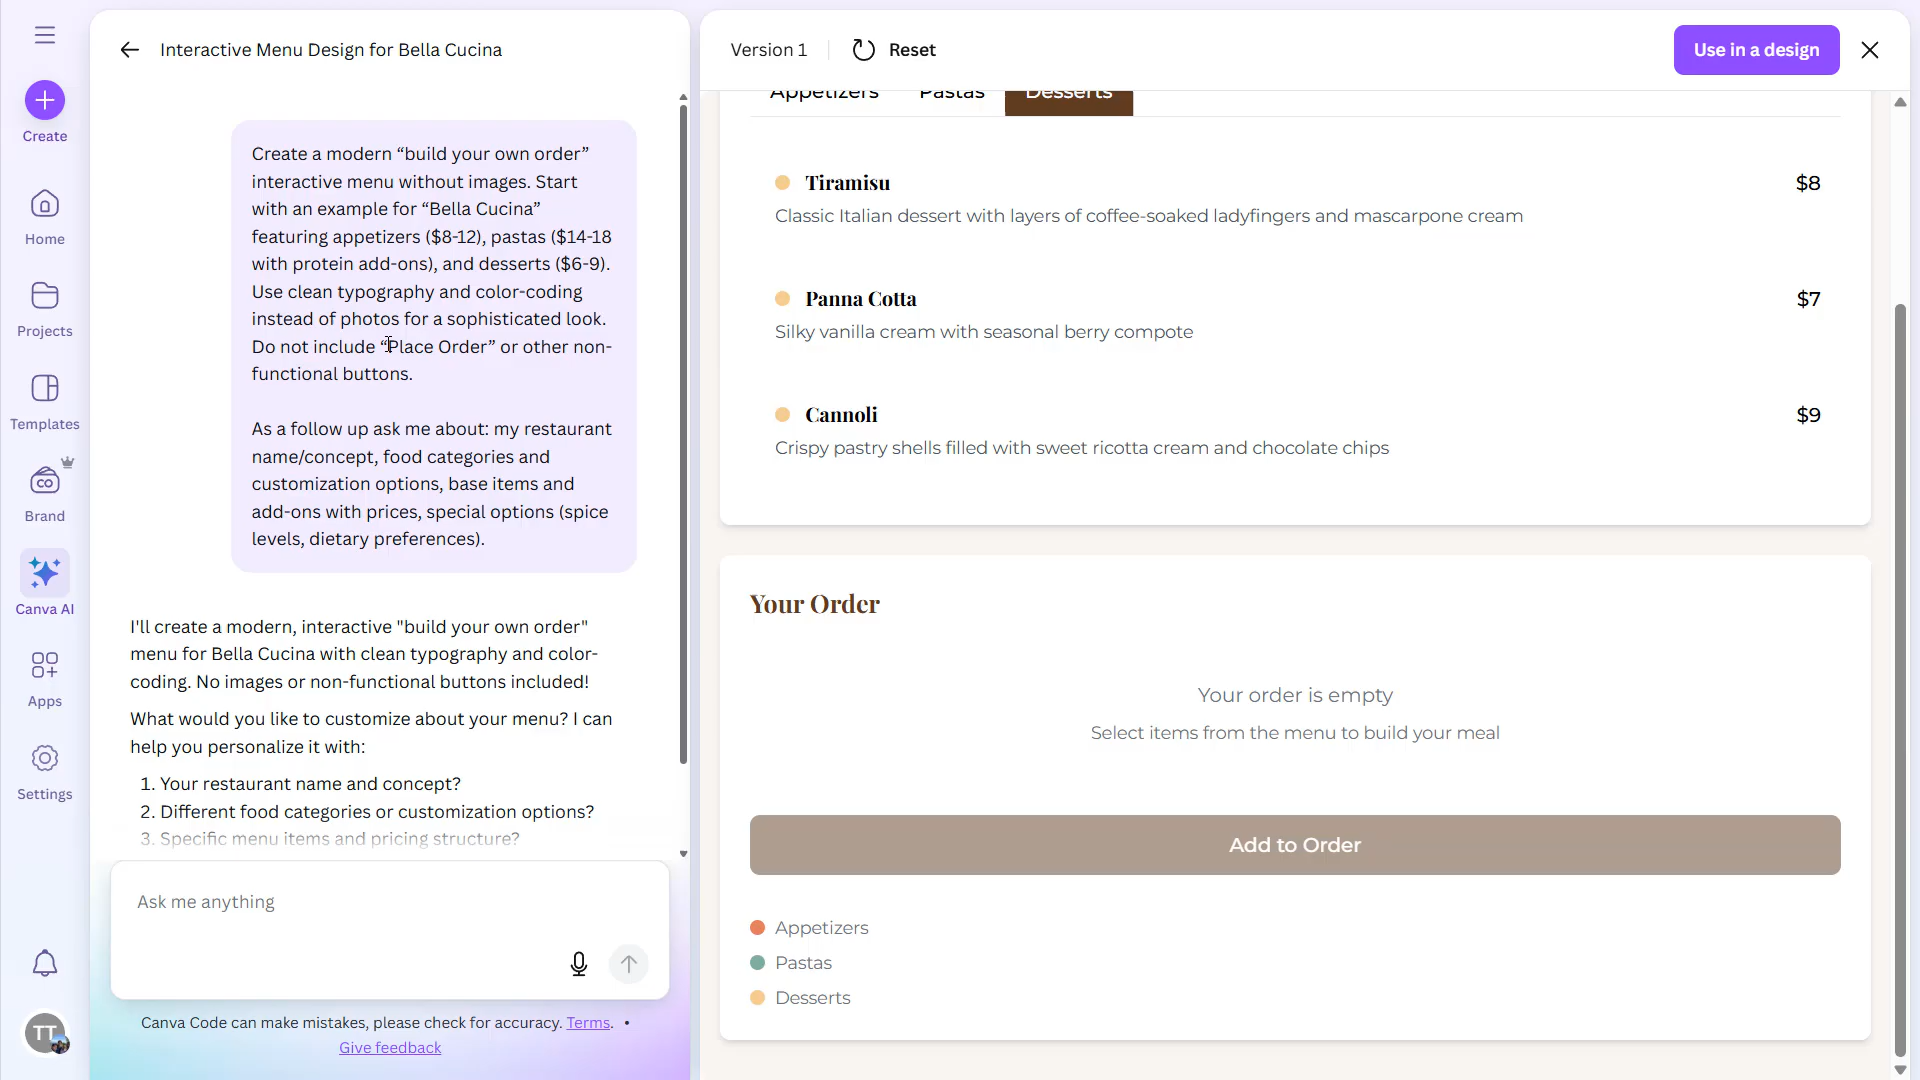 Create
Home
Projects
Templates
CO
Brand
Canva AI
Apps
Settings
TT
Interactive Menu Design for Bella Cucina
Create a modern “build your own order”
interactive menu without images. Start
with an example for “Bella Cucina”
featuring appetizers ($8-12), pastas ($14-18
with protein add-ons), and desserts ($6-9).
Use clean typography and color-coding
instead of photos for a sophisticated look.
Do not include “Place Order” or other non-
functional buttons.
As a follow up ask me about: my restaurant
name/concept, food categories and
customization options, base items and
add-ons with prices, special options (spice
levels, dietary preferences).
I'll create a modern, interactive "build your own order"
menu for Bella Cucina with clean typography and color-
coding. No images or non-functional buttons included!
What would you like to customize about your menu? I can
help you personalize it with:
1. Your restaurant name and concept?
2. Different food categories or customization options?
3. Specific menu items and pricing structure?
Ask me anything
Canva Code can make mistakes, please check for accuracy. Terms. •
Give feedback
Version 1
Reset
Use in a design
Appetizers Pastas Desserts
Tiramisu $8
Classic Italian dessert with layers of coffee-soaked ladyfingers and mascarpone cream
Panna Cotta $7
Silky vanilla cream with seasonal berry compote
Cannoli $9
Crispy pastry shells filled with sweet ricotta cream and chocolate chips
Your Order
Your order is empty
Select items from the menu to build your meal
Add to Order
Appetizers
Pastas
Desserts